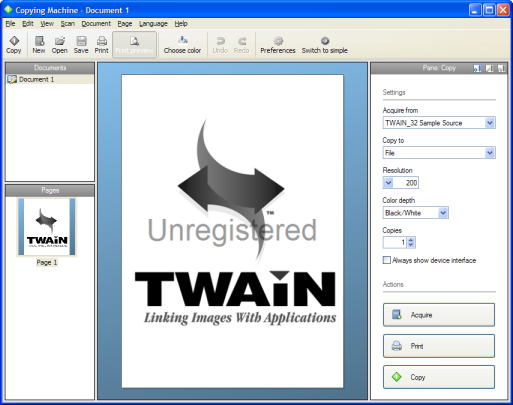 Copying Machine - Document 1
File Edit View Scan Document Page Language Help
Copy New Open Save Print Print preview Choose color Undo Redo Preferences Switch to simple
Documents
Document 1
Pages
TWAIN
Page 1
Unregistered
TM
TWAIN
Linking Images With Applications
Pane: Copy
Settings
Acquire from
TWAIN_32 Sample Source
Copy to
File
Resolution
200
Color depth
Black/White
Copies
1
Always show device interface
Actions
Acquire
Print
Copy